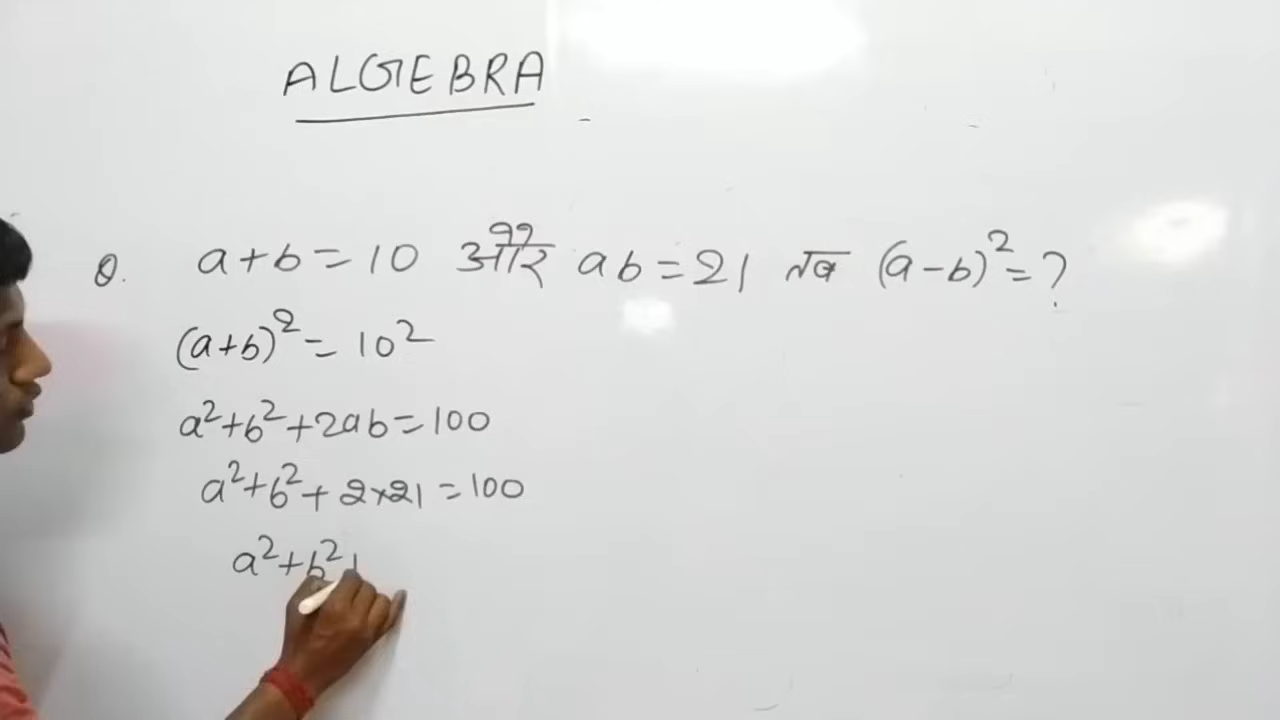 ALGEBRA
Q. a+b=10 और ab=21 तब (a-b)²=?
(a+b)²=10²
a²+b²+2ab=100
a²+b²+2×21=100
a²+b²+